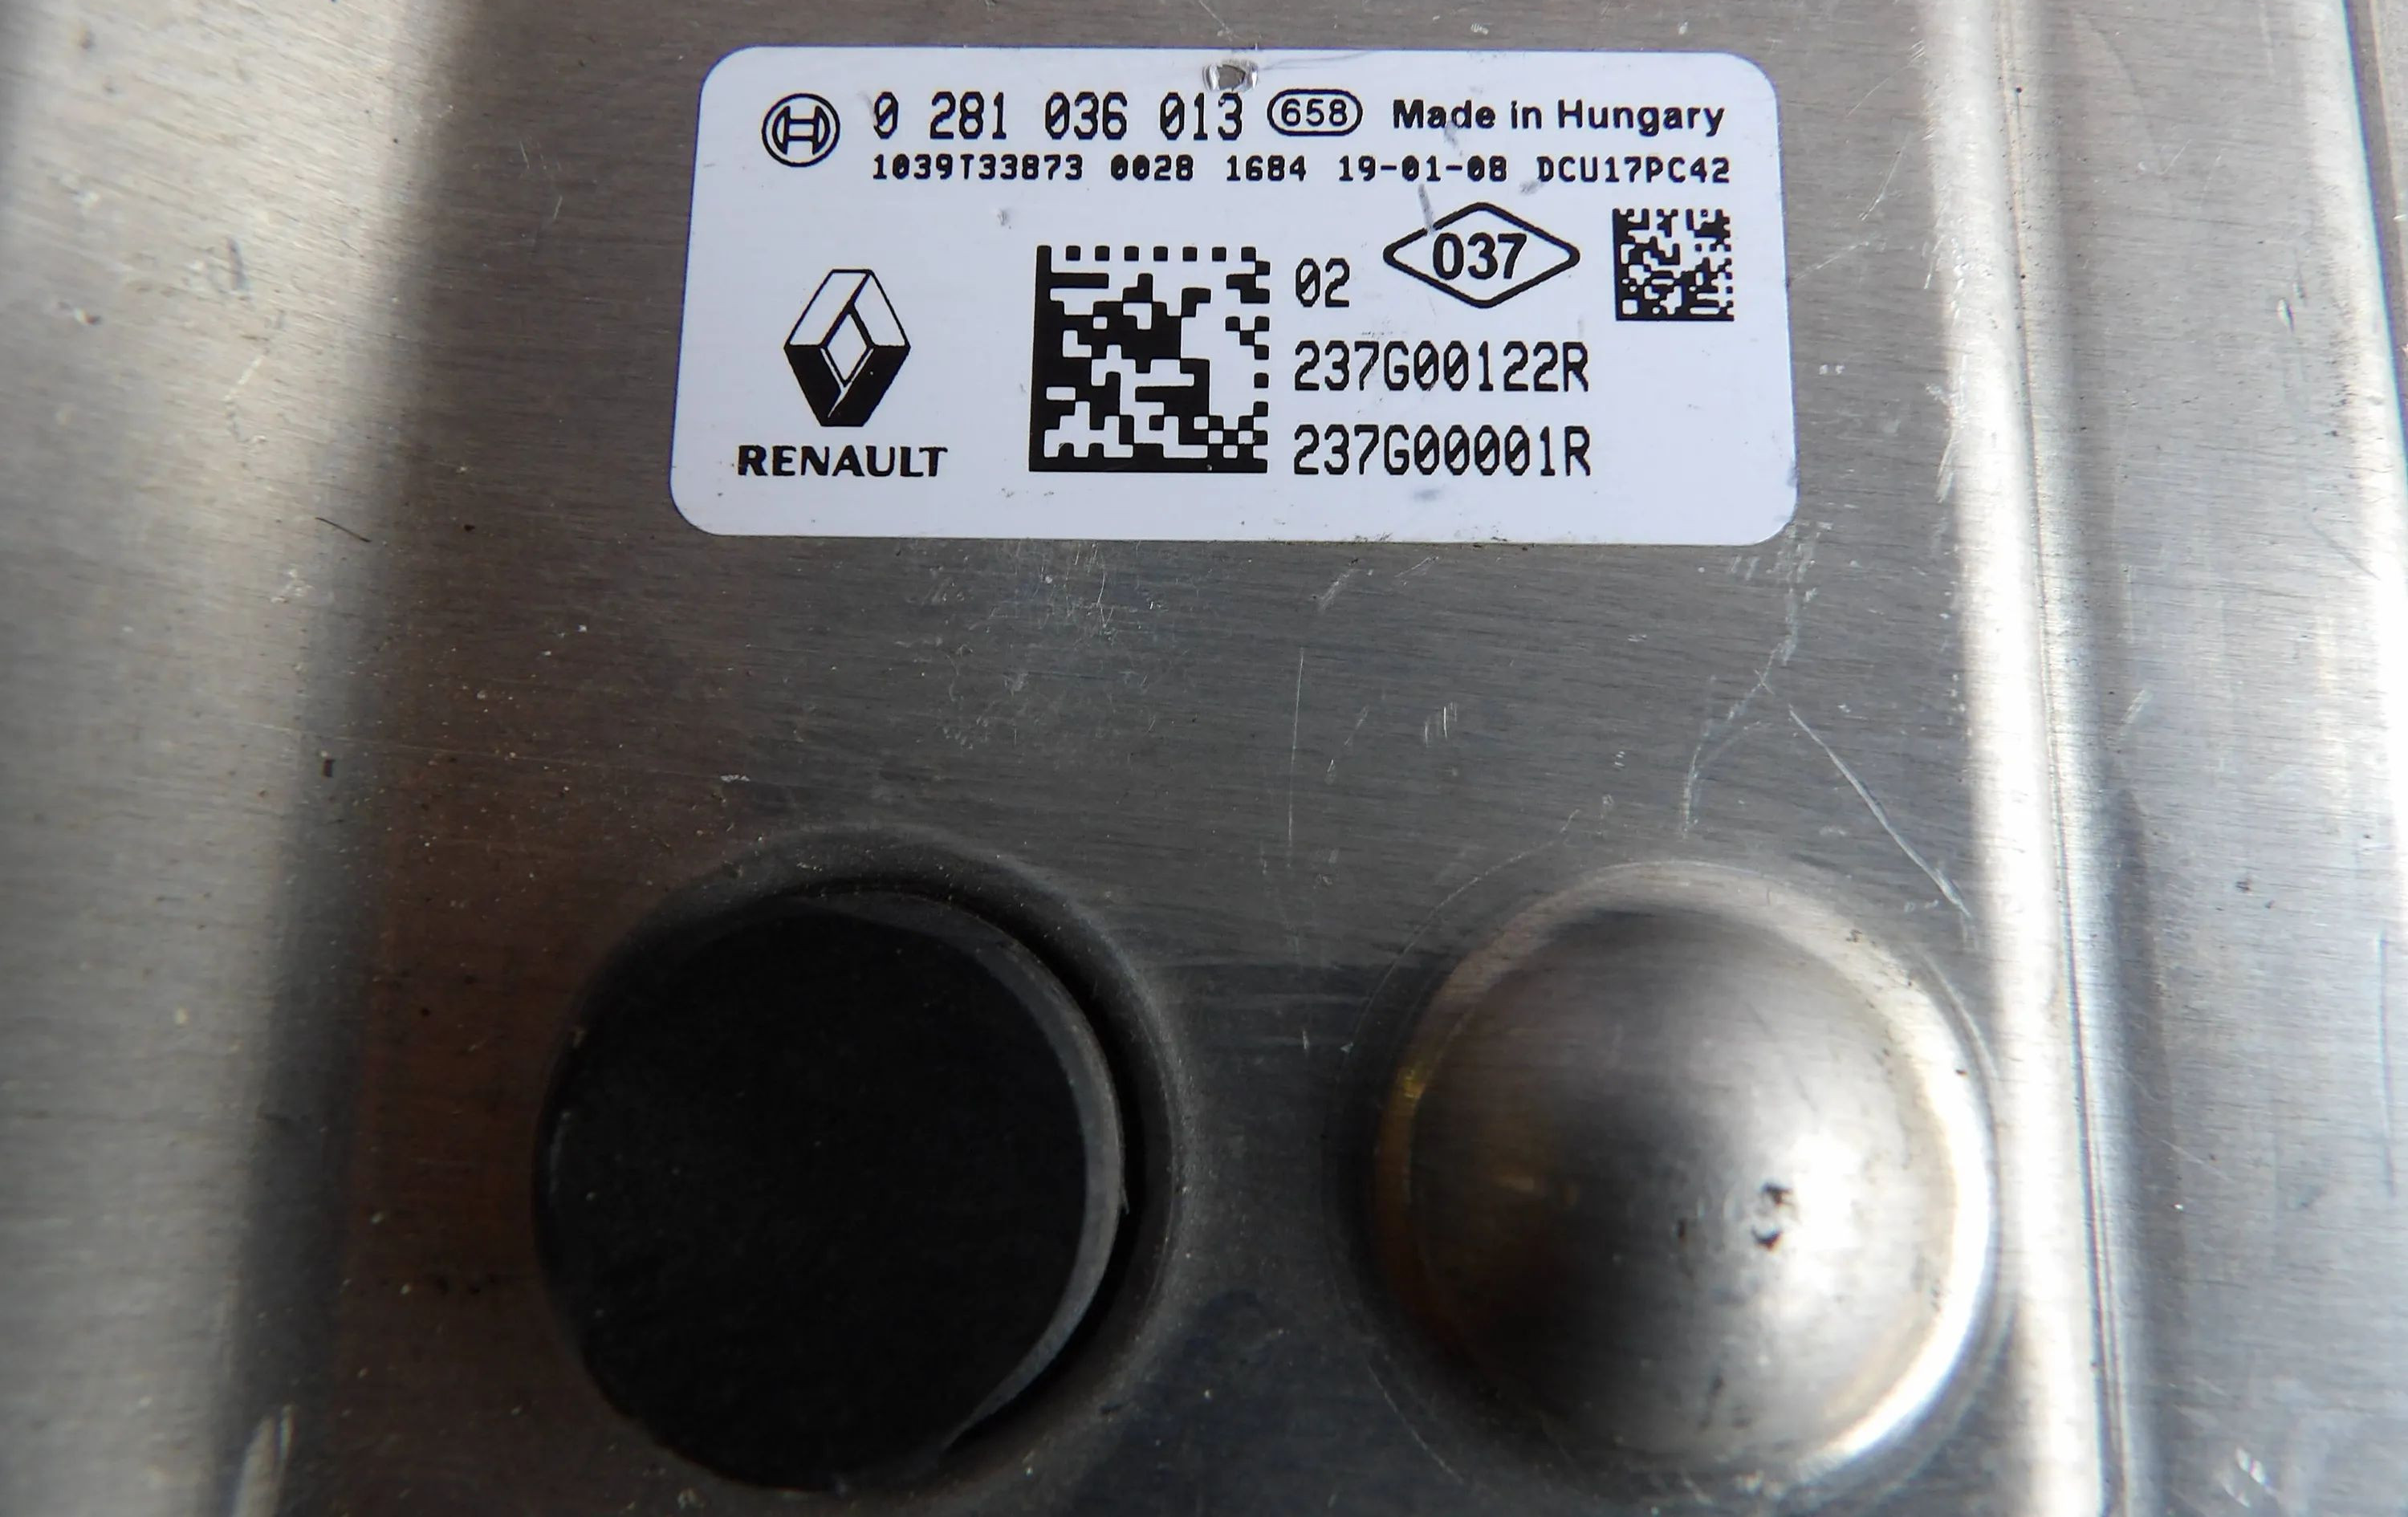 0 281 036 013 658 Made in Hungary
1039T33873 0028 1684 19-01-08 DCU17PC42
02 037
237G00122R
237G00001R
RENAULT